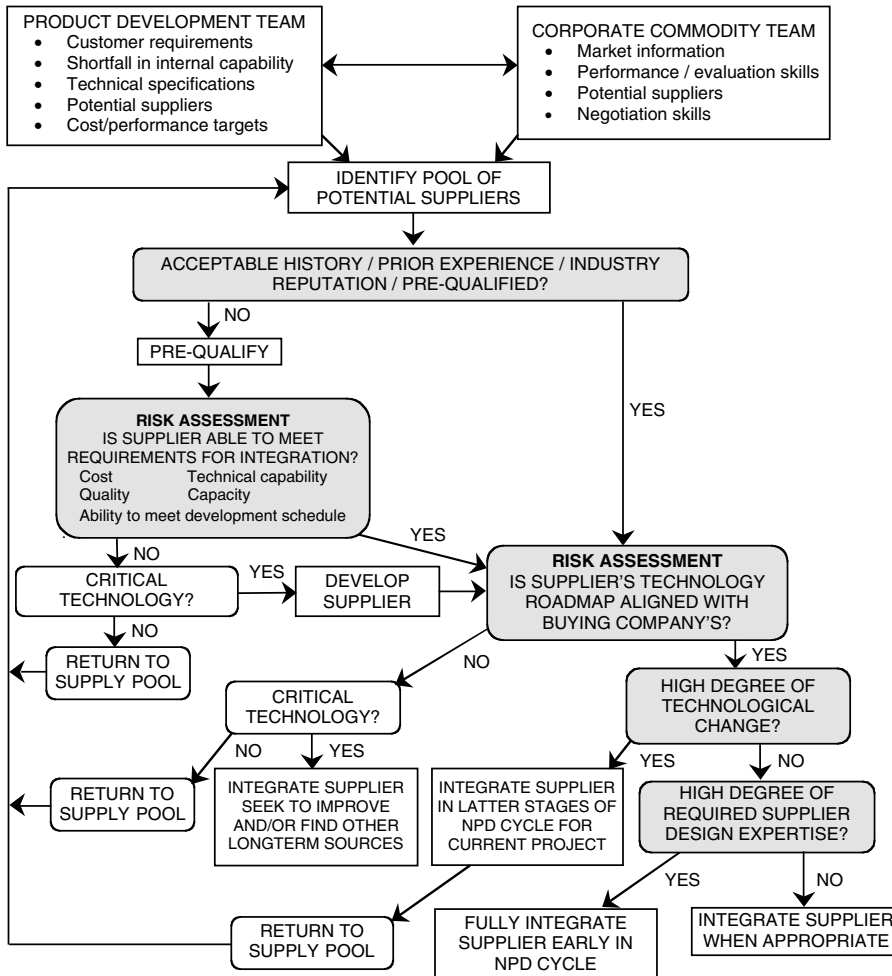 PRODUCT DEVELOPMENT TEAM
• Customer requirements
• Shortfall in internal capability
• Technical specifications
• Potential suppliers
• Cost/performance targets
CORPORATE COMMODITY TEAM
• Market information
• Performance / evaluation skills
• Potential suppliers
• Negotiation skills
IDENTIFY POOL OF
POTENTIAL SUPPLIERS
ACCEPTABLE HISTORY / PRIOR EXPERIENCE / INDUSTRY
REPUTATION / PRE-QUALIFIED?
NO
PRE-QUALIFY
YES
RISK ASSESSMENT
IS SUPPLIER ABLE TO MEET
REQUIREMENTS FOR INTEGRATION?
Cost Technical capability
Quality Capacity
Ability to meet development schedule
YES
NO
CRITICAL
TECHNOLOGY?
YES
DEVELOP
SUPPLIER
RISK ASSESSMENT
IS SUPPLIER'S TECHNOLOGY
ROADMAP ALIGNED WITH
BUYING COMPANY'S?
NO
RETURN TO
SUPPLY POOL
NO
YES
CRITICAL
TECHNOLOGY?
HIGH DEGREE OF
TECHNOLOGICAL
CHANGE?
NO
YES
YES
NO
RETURN TO
SUPPLY POOL
INTEGRATE SUPPLIER
SEEK TO IMPROVE
AND/OR FIND OTHER
LONGTERM SOURCES
INTEGRATE SUPPLIER
IN LATTER STAGES OF
NPD CYCLE FOR
CURRENT PROJECT
HIGH DEGREE OF
REQUIRED SUPPLIER
DESIGN EXPERTISE?
YES
NO
RETURN TO
SUPPLY POOL
FULLY INTEGRATE
SUPPLIER EARLY IN
NPD CYCLE
INTEGRATE SUPPLIER
WHEN APPROPRIATE